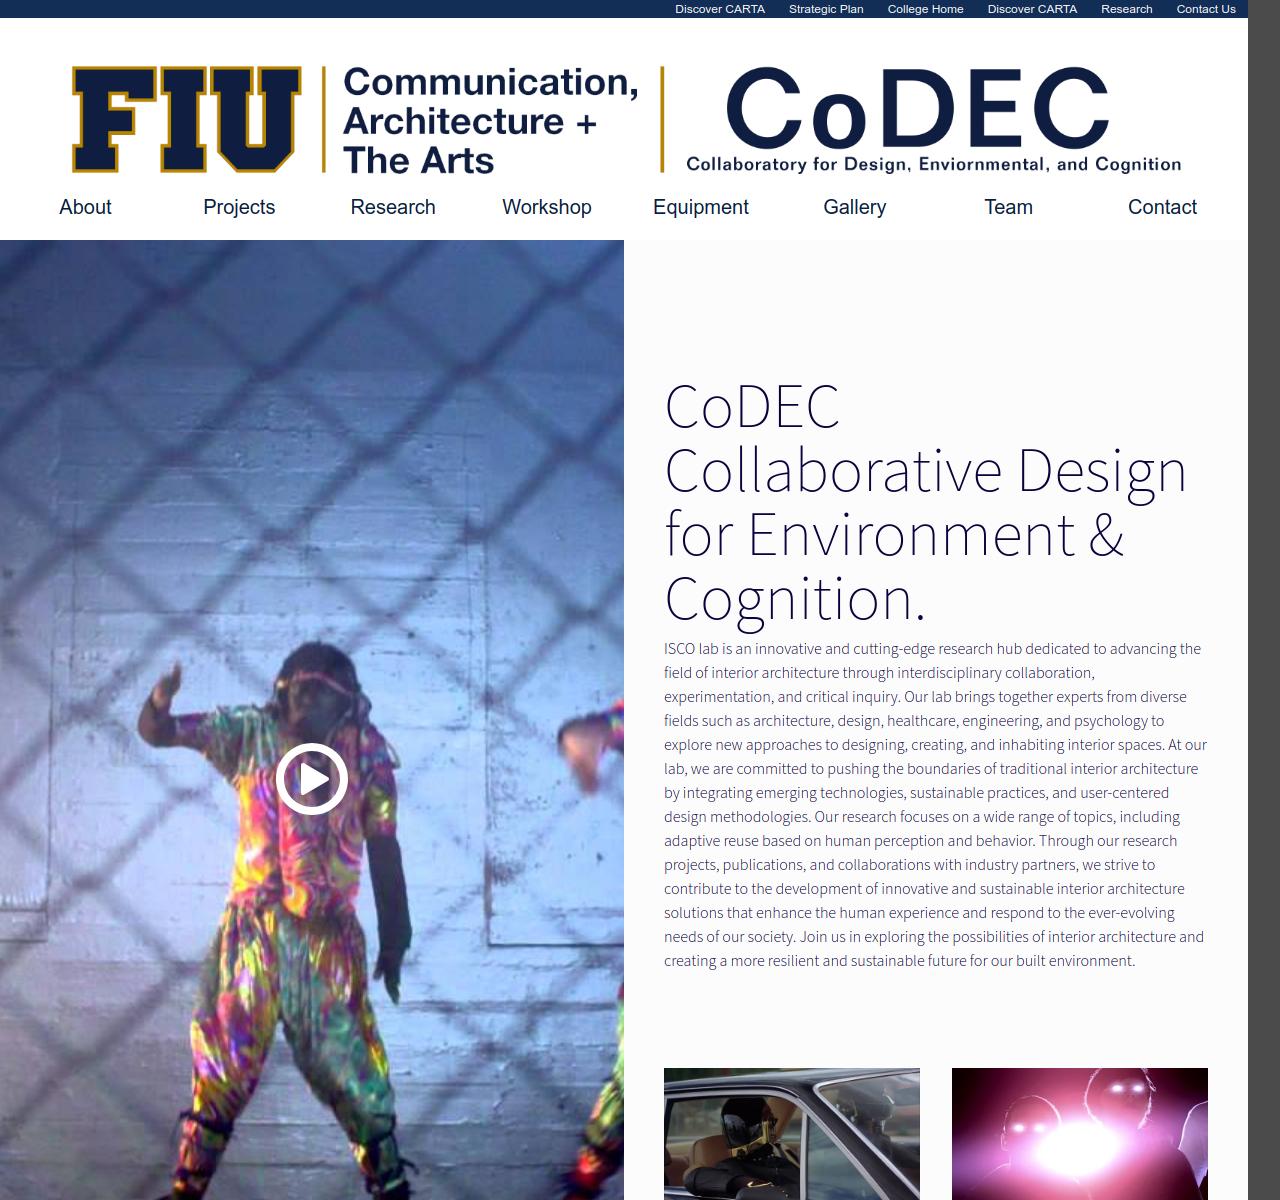 Discover CARTA Strategic Plan College Home Discover CARTA Research Contact Us
FIU
Communication,
Architecture +
The Arts
CoDEC
Collaboratory for Design, Enviornmental, and Cognition
About Projects Research Workshop Equipment Gallery Team Contact
CoDEC
Collaborative Design
for Environment &
Cognition.
ISCO lab is an innovative and cutting-edge research hub dedicated to advancing the
field of interior architecture through interdisciplinary collaboration,
experimentation, and critical inquiry. Our lab brings together experts from diverse
fields such as architecture, design, healthcare, engineering, and psychology to
explore new approaches to designing, creating, and inhabiting interior spaces. At our
lab, we are committed to pushing the boundaries of traditional interior architecture
by integrating emerging technologies, sustainable practices, and user-centered
design methodologies. Our research focuses on a wide range of topics, including
adaptive reuse based on human perception and behavior. Through our research
projects, publications, and collaborations with industry partners, we strive to
contribute to the development of innovative and sustainable interior architecture
solutions that enhance the human experience and respond to the ever-evolving
needs of our society. Join us in exploring the possibilities of interior architecture and
creating a more resilient and sustainable future for our built environment.